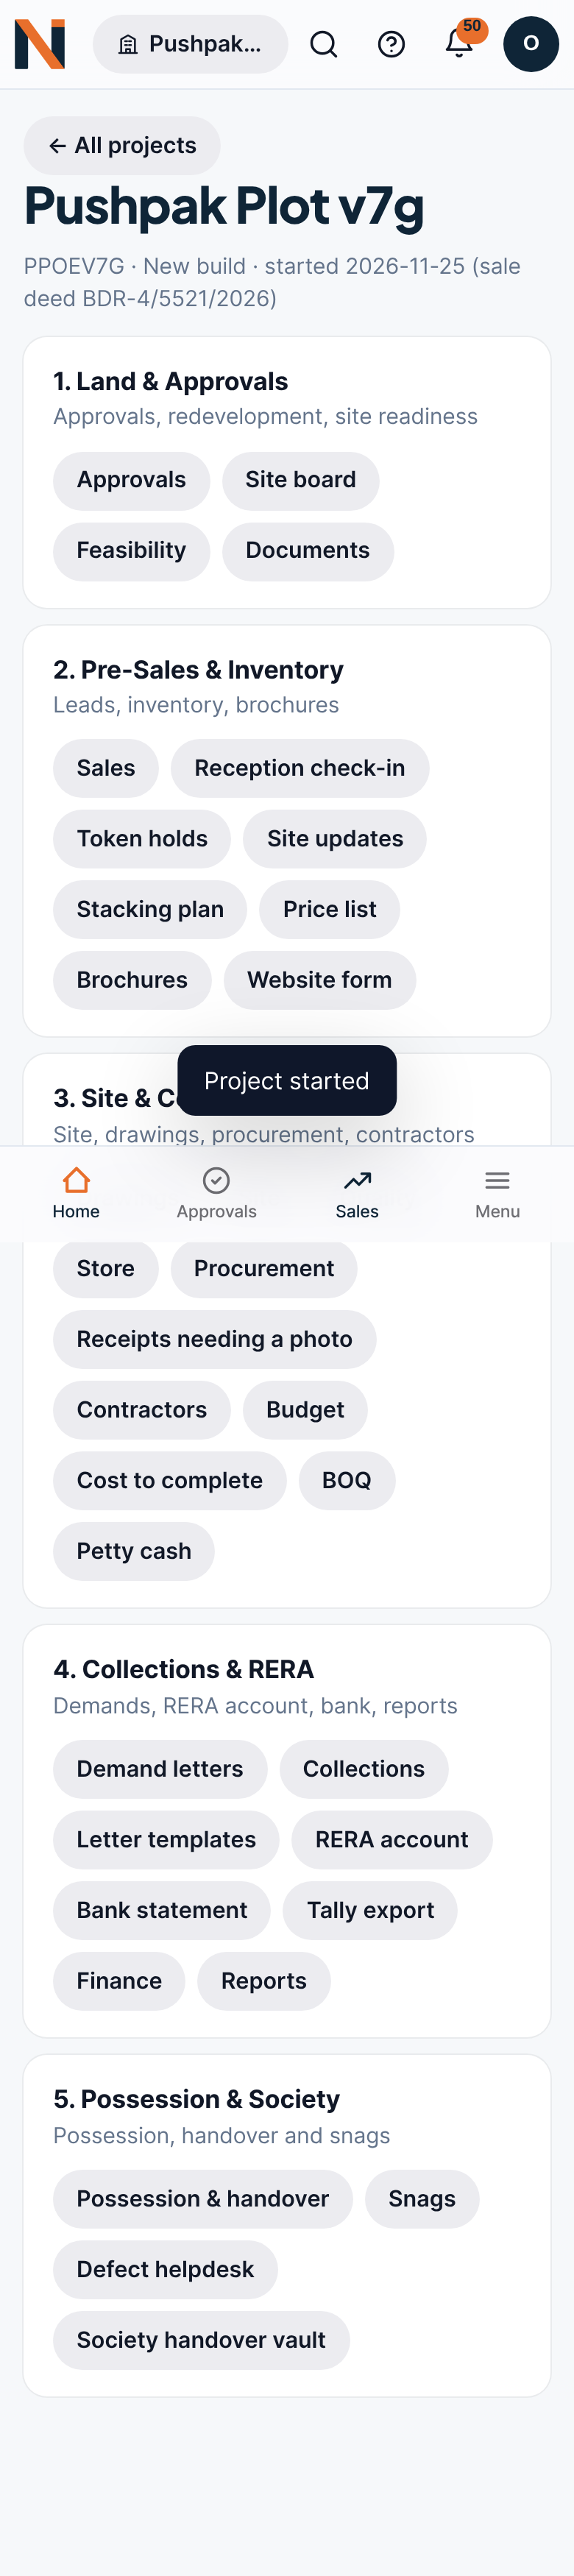 N
Pushpak...
50
O
← All projects
Pushpak Plot v7g
PPOEV7G · New build · started 2026-11-25 (sale
deed BDR-4/5521/2026)
1. Land & Approvals
Approvals, redevelopment, site readiness
Approvals
Site board
Feasibility
Documents
2. Pre-Sales & Inventory
Leads, inventory, brochures
Sales
Reception check-in
Token holds
Site updates
Stacking plan
Price list
Brochures
Website form
3. Site &
Project started
Site, drawings, procurement, contractors
Home
Approvals
Sales
Menu
Store
Procurement
Receipts needing a photo
Contractors
Budget
Cost to complete
BOQ
Petty cash
4. Collections & RERA
Demands, RERA account, bank, reports
Demand letters
Collections
Letter templates
RERA account
Bank statement
Tally export
Finance
Reports
5. Possession & Society
Possession, handover and snags
Possession & handover
Snags
Defect helpdesk
Society handover vault